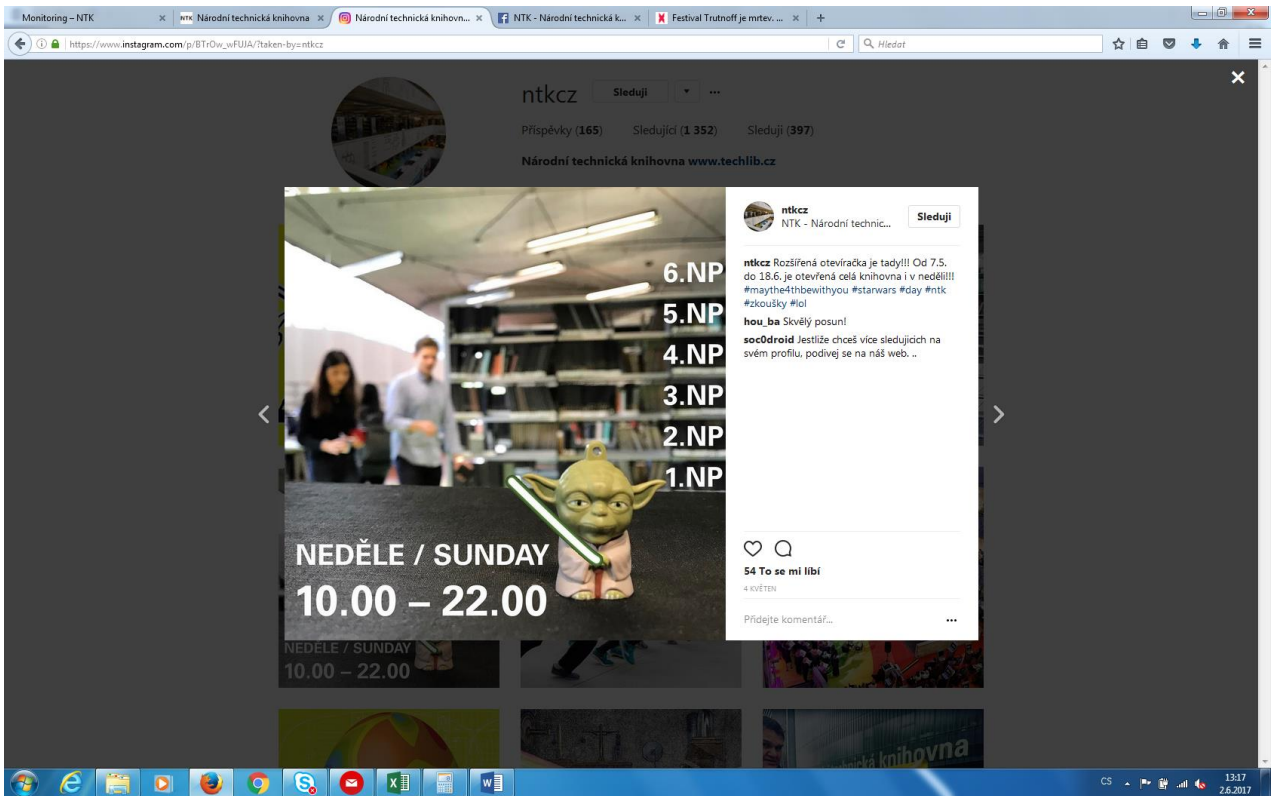 Monitoring – NTK
NTK Národní technická knihovna
Národní technická knihovn...
NTK - Národní technická k...
Festival Trutnoff je mrtev. ...
https://www.instagram.com/p/BTrOw_wFUJA/?taken-by=ntkcz
Hledat
ntkcz
Sleduji
Příspěvky (165)
Sledující (1 352)
Sleduji (397)
Národní technická knihovna www.techlib.cz
6.NP
5.NP
4.NP
3.NP
2.NP
1.NP
NEDĚLE / SUNDAY
10.00 – 22.00
ntkcz
NTK - Národní technic...
Sleduji
ntkcz Rozšířená otevíračka je tady!!! Od 7.5.
do 18.6. je otevřená celá knihovna i v neděli!!!
#maythe4thbewithyou #starwars #day #ntk
#zkoušky #lol
hou_ba Skvělý posun!
soc0droid Jestliže chceš více sledujicich na
svém profilu, podivej se na náš web. ..
54 To se mi líbí
4 KVĚTEN
Přidejte komentář...
NEDĚLE / SUNDAY
10.00 – 22.00
technická knihovna
CS
13:17
2.6.2017